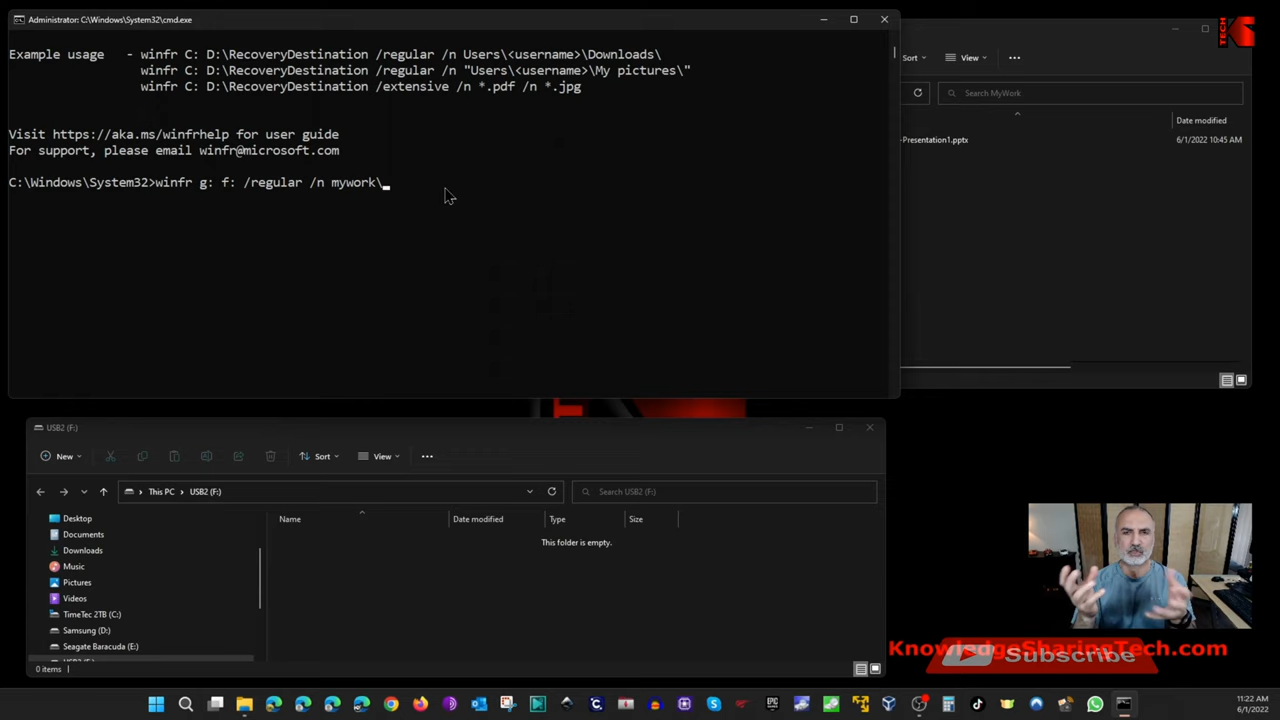 Administrator: C:\Windows\System32\cmd.exe
Example usage - winfr C: D:\RecoveryDestination /regular /n Users\<username>\Downloads\
winfr C: D:\RecoveryDestination /regular /n "Users\<username>\My pictures\"
winfr C: D:\RecoveryDestination /extensive /n *.pdf /n *.jpg
Visit https://aka.ms/winfrhelp for user guide
For support, please email winfr@microsoft.com
C:\Windows\System32>winfr g: f: /regular /n mywork\_
TECH
Sort View
Search MyWork
Date modified
-Presentation1.pptx 6/1/2022 10:45 AM
USB2 (F:)
New Sort View
This PC USB2 (F:) Search USB2 (F:)
Name Date modified Type Size
This folder is empty.
Desktop
Documents
Downloads
Music
Pictures
Videos
TimeTec 2TB (C:)
Samsung (D:)
Seagate Baracuda (E:)
0 items
KnowledgeSharingTech.com
Subscribe
11:22 AM
6/1/2022